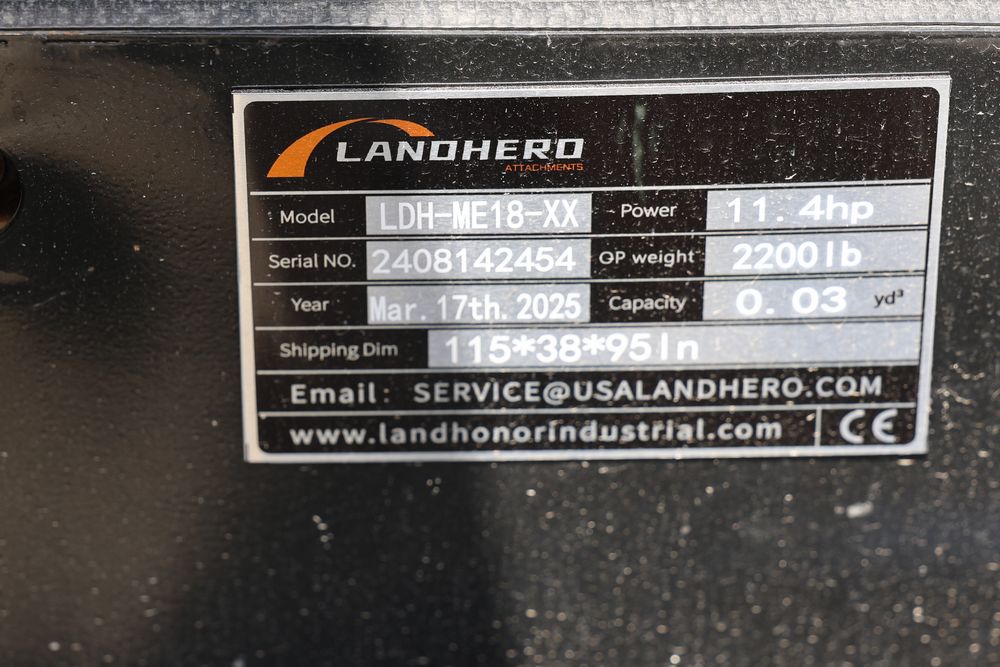 LANDHERO
ATTACHMENTS
Model LDH-ME18-XX Power 11.4hp
Serial NO. 2408142454 OP weight 2200lb
Year Mar. 17th. 2025 Capacity 0.03 yd³
Shipping Dim 115*38*95In
Email: SERVICE@USALANDHERO.COM
www.landhonorindustrial.com CE